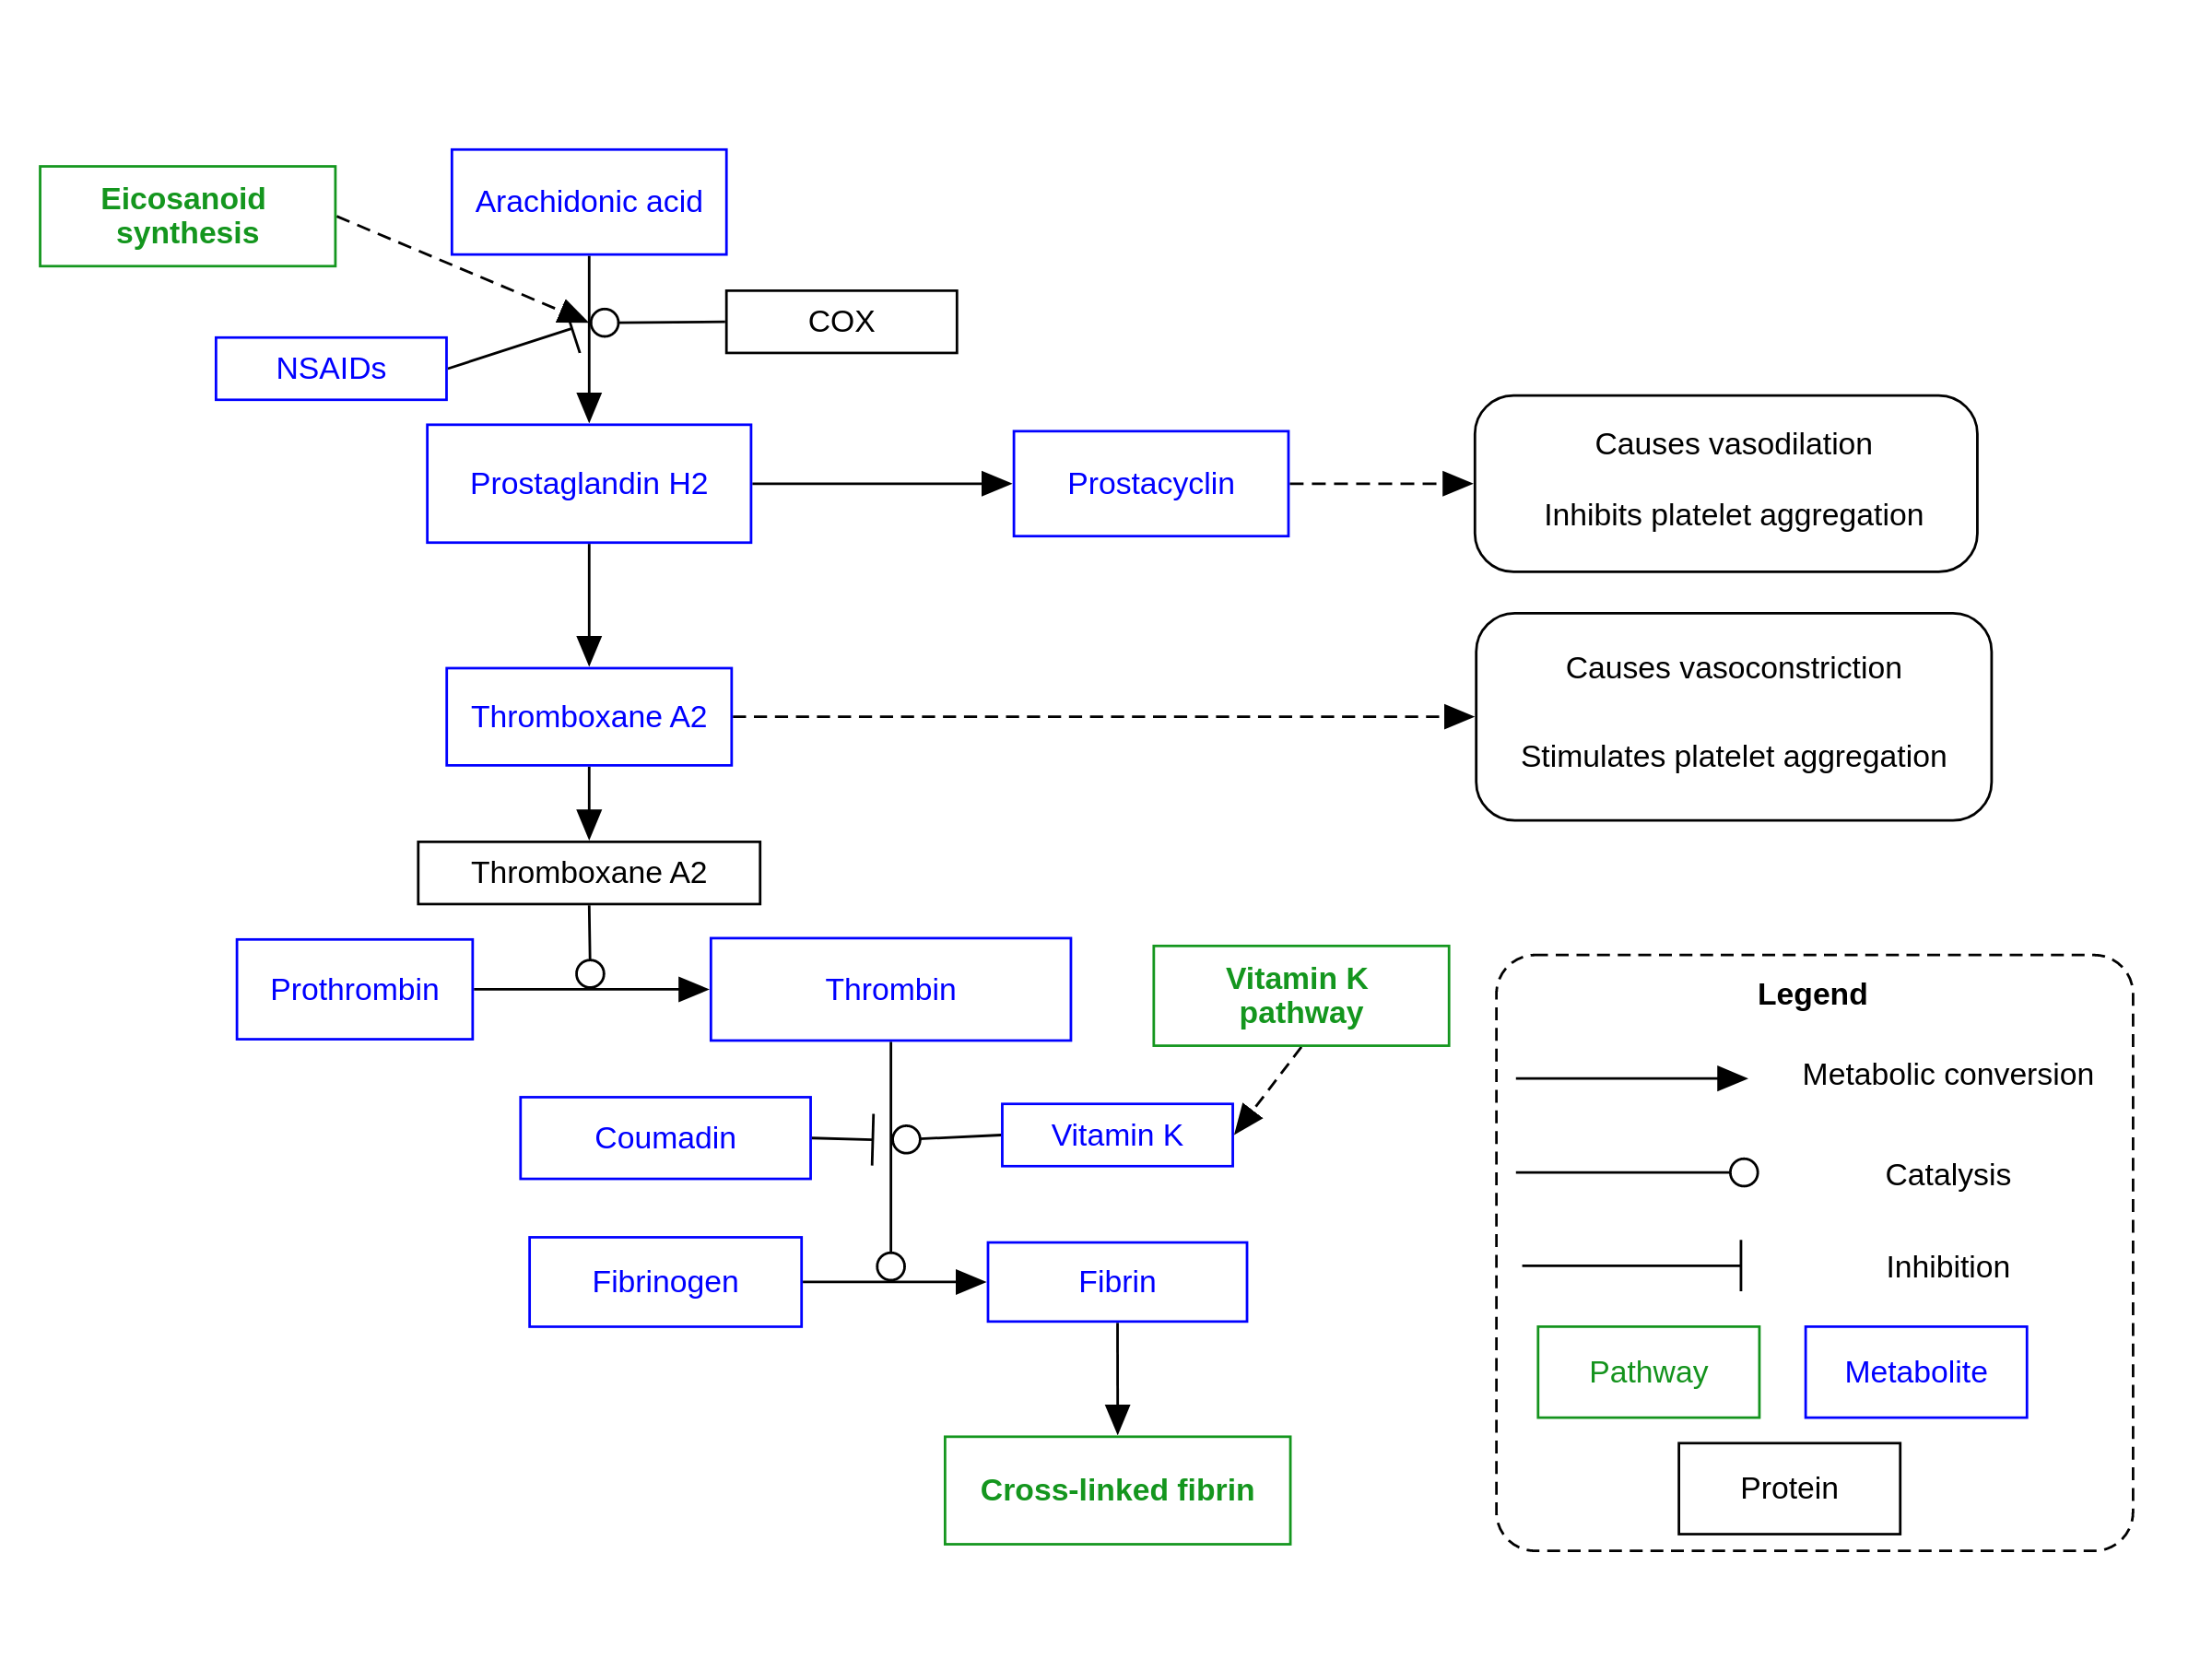 Eicosanoid
synthesis
Arachidonic acid
COX
NSAIDs
Prostaglandin H2
Prostacyclin
Causes vasodilation
Inhibits platelet aggregation
Thromboxane A2
Causes vasoconstriction
Stimulates platelet aggregation
Thromboxane A2
Prothrombin
Thrombin
Vitamin K
pathway
Coumadin
Vitamin K
Fibrinogen
Fibrin
Cross-linked fibrin
Legend
Metabolic conversion
Catalysis
Inhibition
Pathway
Metabolite
Protein